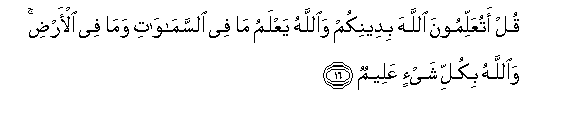 قُلْ أَتُعَلِّمُونَ ٱللَّهَ بِدِينِكُمْ وَٱللَّهُ يَعْلَمُ مَا فِى ٱلسَّمَـٰوَٰتِ وَمَا فِى ٱلْأَرْضِ ۚ
وَٱللَّهُ بِكُلِّ شَىْءٍ عَلِيمٌ ﴿١٦﴾